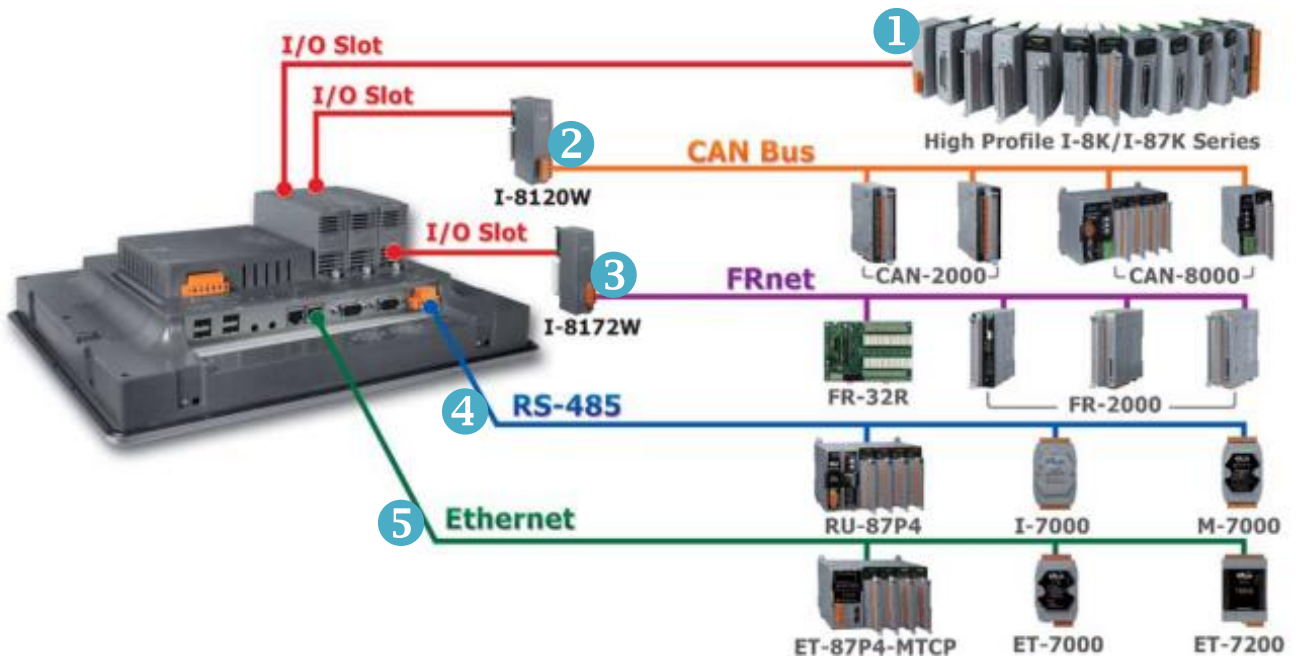 1
I/O Slot
I/O Slot
High Profile I-8K/I-87K Series
2
CAN Bus
I-8120W
I/O Slot
CAN-2000
CAN-8000
3
FRnet
I-8172W
FR-32R
FR-2000
4
RS-485
RU-87P4
I-7000
M-7000
5
Ethernet
ET-87P4-MTCP
ET-7000
ET-7200